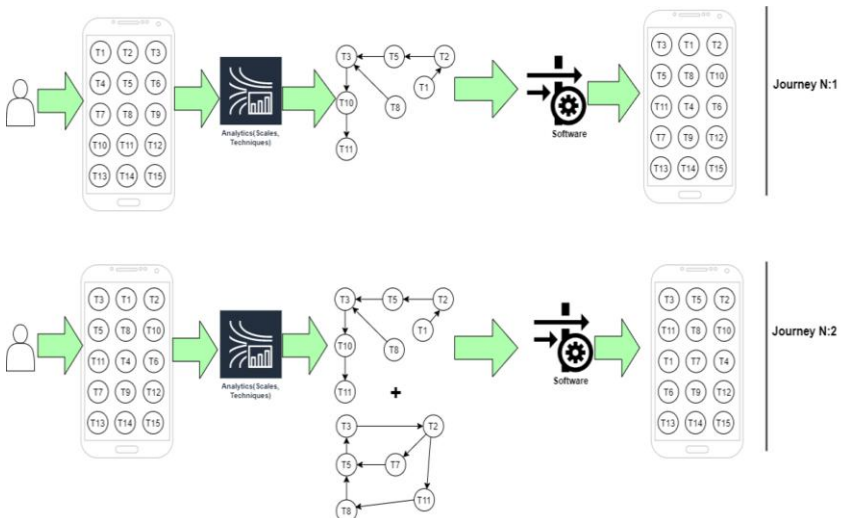 T1 T2 T3
T4 T5 T6
T7 T8 T9
T10 T11 T12
T13 T14 T15
Analytics(Scales,
Techniques)
T3 T5 T2
T1
T10 T8
T11
Software
T3 T1 T2
T5 T8 T10
T11 T4 T6
T7 T9 T12
T13 T14 T15
Journey N:1
T3 T1 T2
T5 T8 T10
T11 T4 T6
T7 T9 T12
T13 T14 T15
Analytics(Scales,
Techniques)
T3 T5 T2
T1
T10 T8
T11 +
T3 T2
T5 T7
T8 T11
Software
T3 T5 T2
T11 T8 T10
T1 T7 T4
T6 T9 T12
T13 T14 T15
Journey N:2